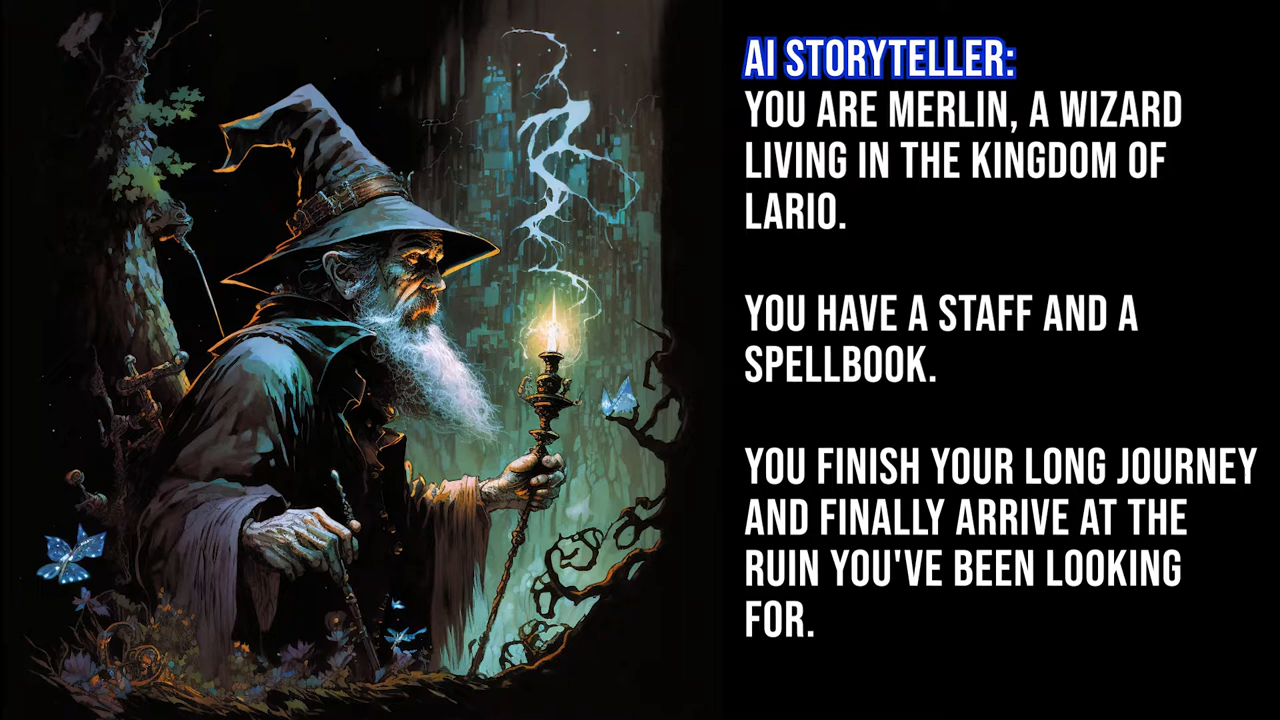 AI STORYTELLER:
YOU ARE MERLIN, A WIZARD
LIVING IN THE KINGDOM OF
LARIO.
YOU HAVE A STAFF AND A
SPELLBOOK.
YOU FINISH YOUR LONG JOURNEY
AND FINALLY ARRIVE AT THE
RUIN YOU'VE BEEN LOOKING
FOR.